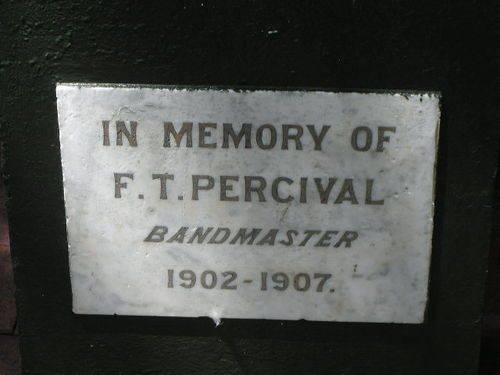 IN MEMORY OF
F. T. PERCIVAL
BANDMASTER
1902-1907.